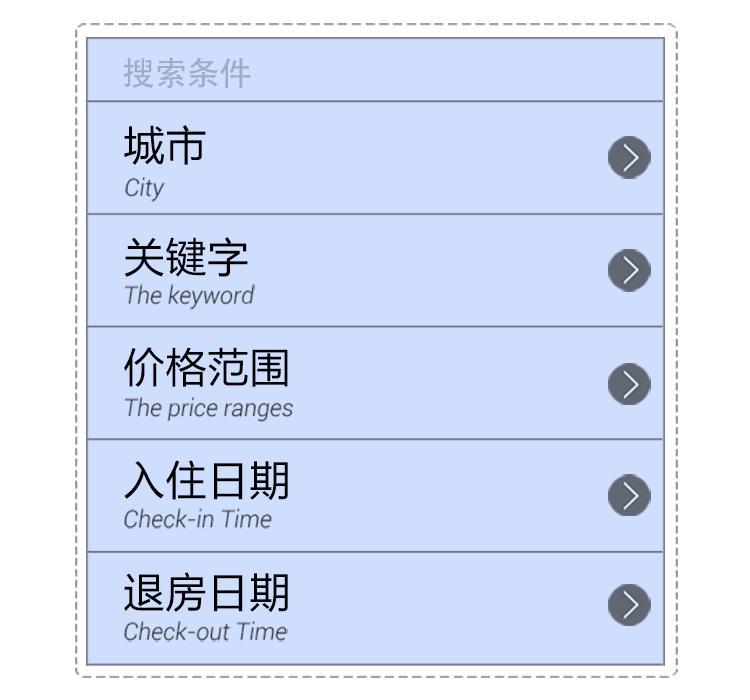 搜索条件
城市
City
关键字
The keyword
价格范围
The price ranges
入住日期
Check-in Time
退房日期
Check-out Time